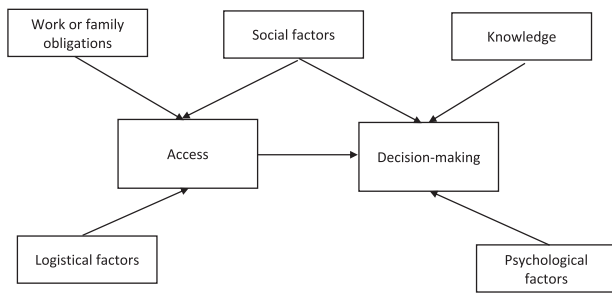 Work or family
obligations
Social factors
Knowledge
Access
Decision-making
Logistical factors
Psychological
factors